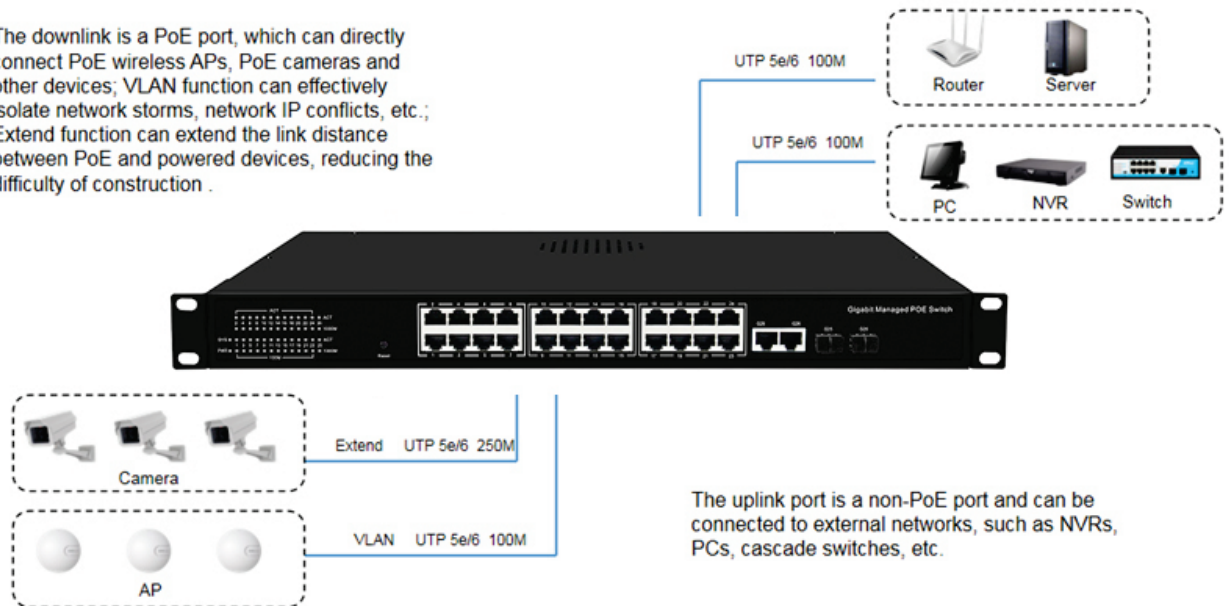 The downlink is a PoE port, which can directly
connect PoE wireless APs, PoE cameras and
other devices; VLAN function can effectively
isolate network storms, network IP conflicts, etc.;
Extend function can extend the link distance
between PoE and powered devices, reducing the
difficulty of construction .
UTP 5e/6 100M
Router
Server
UTP 5e/6 100M
PC
NVR
Switch
Gigabit Managed POE Switch
Reset
Camera
Extend UTP 5e/6 250M
AP
VLAN UTP 5e/6 100M
The uplink port is a non-PoE port and can be
connected to external networks, such as NVRs,
PCs, cascade switches, etc.